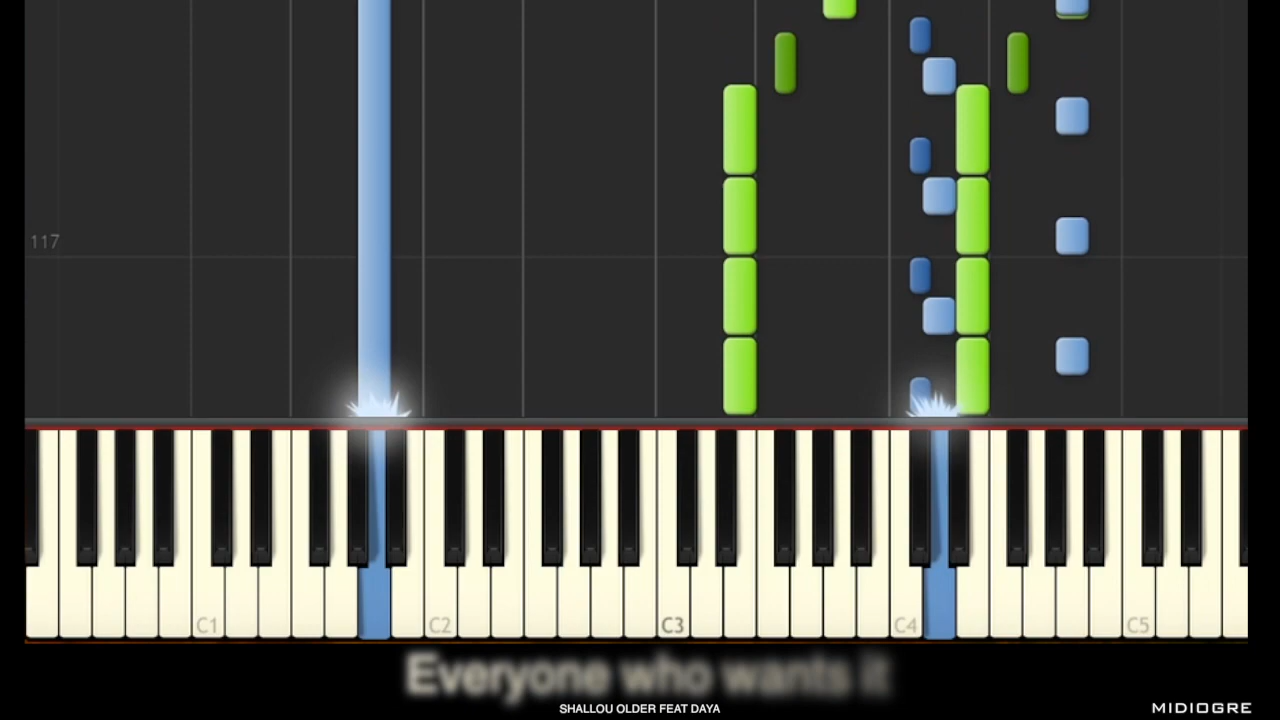 117
C1 C2 C3 C4 C5
Everyone who wants it
SHALLOU OLDER FEAT DAYA
MIDIOGRE